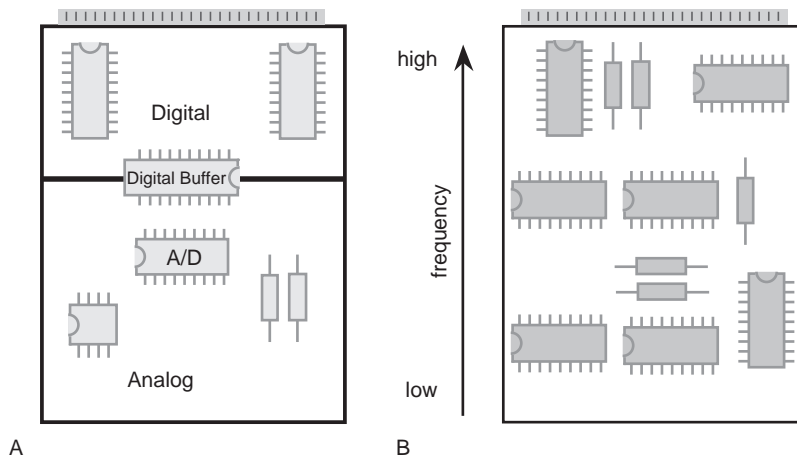 Digital
Digital Buffer
A/D
Analog
A
high
frequency
low
B